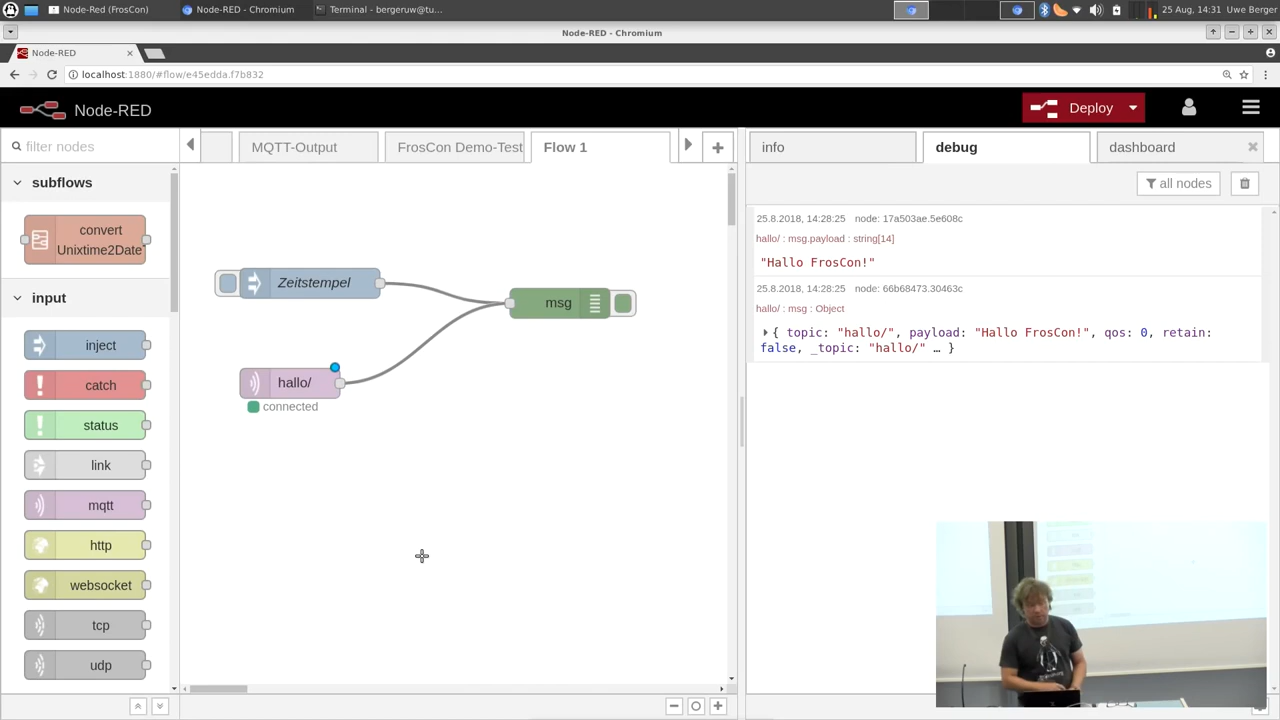 Node-Red (FrosCon)
Node-RED - Chromium
Terminal - bergeruw@tu...
25 Aug, 14:31
Uwe Berger
Node-RED - Chromium
Node-RED
localhost:1880/#flow/e45edda.f7b832
Node-RED
Deploy
filter nodes
MQTT-Output
FrosCon Demo-Test
Flow 1
info
debug
dashboard
all nodes
subflows
convert
Unixtime2Date
input
inject
catch
status
link
mqtt
http
websocket
tcp
udp
Zeitstempel
msg
hallo/
connected
25.8.2018, 14:28:25 node: 17a503ae.5e608c
hallo/ : msg.payload : string[14]
"Hallo FrosCon!"
25.8.2018, 14:28:25 node: 66b68473.30463c
hallo/ : msg : Object
{ topic: "hallo/", payload: "Hallo FrosCon!", qos: 0, retain:
false, _topic: "hallo/" … }